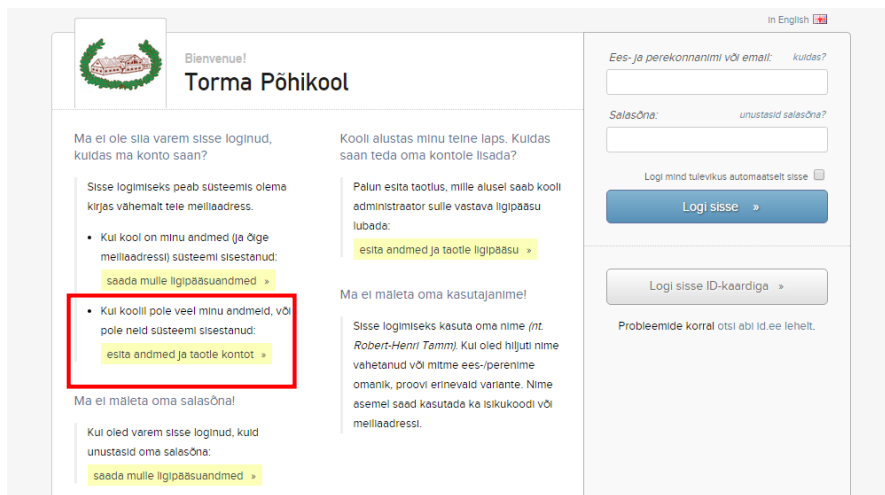 In English
Bienvenue!
Torma Põhikool
Ma ei ole siia varem sisse loginud,
kuidas ma konto saan?
Sisse logimiseks peab süsteemis olema
kirjas vähemalt teie meiliaadress.
• Kui kool on minu andmed (ja õige
meiliaadressi) süsteemi sisestanud:
saada mulle ligipääsuandmed »
• Kui koolil pole veel minu andmeid, või
pole neid süsteemi sisestanud:
esita andmed ja taotle kontot »
Ma ei mäleta oma salasõna!
Kui oled varem sisse loginud, kuid
unustasid oma salasõna:
saada mulle ligipääsuandmed »
Kooli alustas minu teine laps. Kuidas
saan teda oma kontole lisada?
Palun esita taotlus, mille alusel saab kooli
administraator sulle vastava ligipääsu
lubada:
esita andmed ja taotle ligipääsu »
Ma ei mäleta oma kasutajanime!
Sisse logimiseks kasuta oma nime (nt.
Robert-Henri Tamm). Kui oled hiljuti nime
vahetanud või mitme ees-/perenime
omanik, proovi erinevaid variante. Nime
asemel saad kasutada ka isikukoodi või
meiliaadressi.
Ees- ja perekonnanimi või email: kuidas?
Salasõna: unustasid salasõna?
Logi mind tulevikus automaatselt sisse
Logi sisse »
Logi sisse ID-kaardiga »
Probleemide korral otsi abi id.ee lehelt.